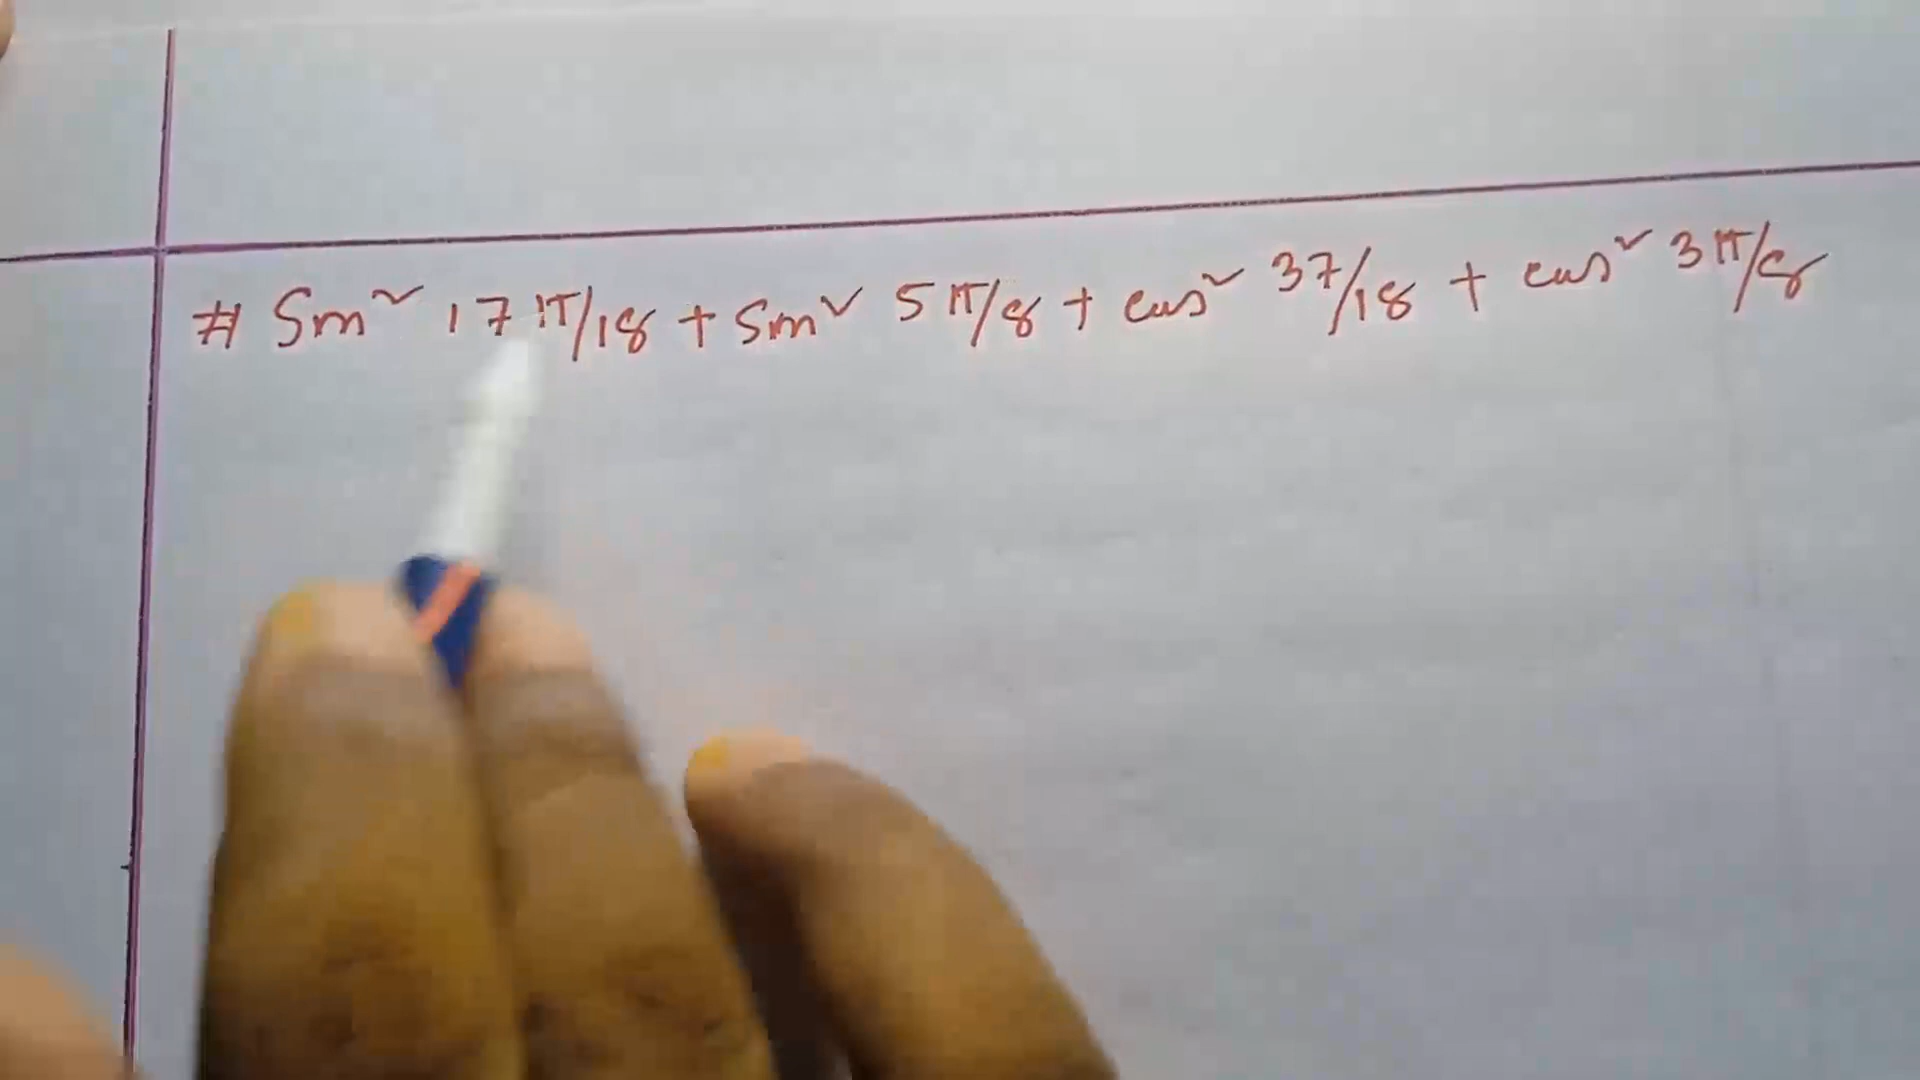 # Sin² 17π/18 + Sin² 5π/8 + cos² 37/18 + cos² 3π/8